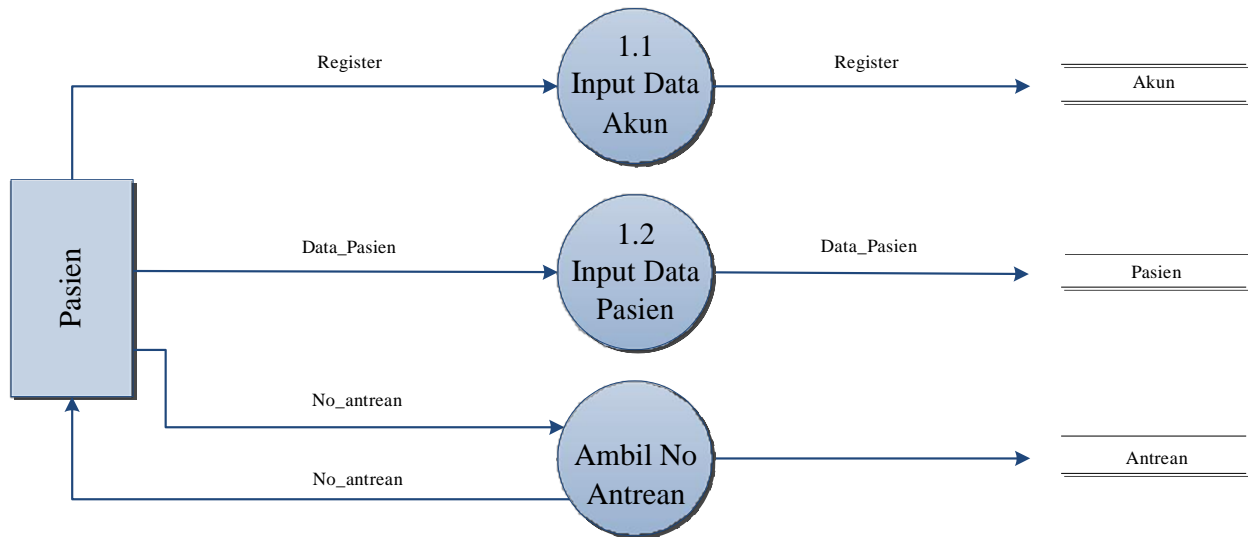 1.1
Input Data
Akun
Register
Register
Akun
Pasien
1.2
Input Data
Pasien
Data_Pasien
Data_Pasien
Pasien
No_antrean
Ambil No
Antrean
No_antrean
Antrean